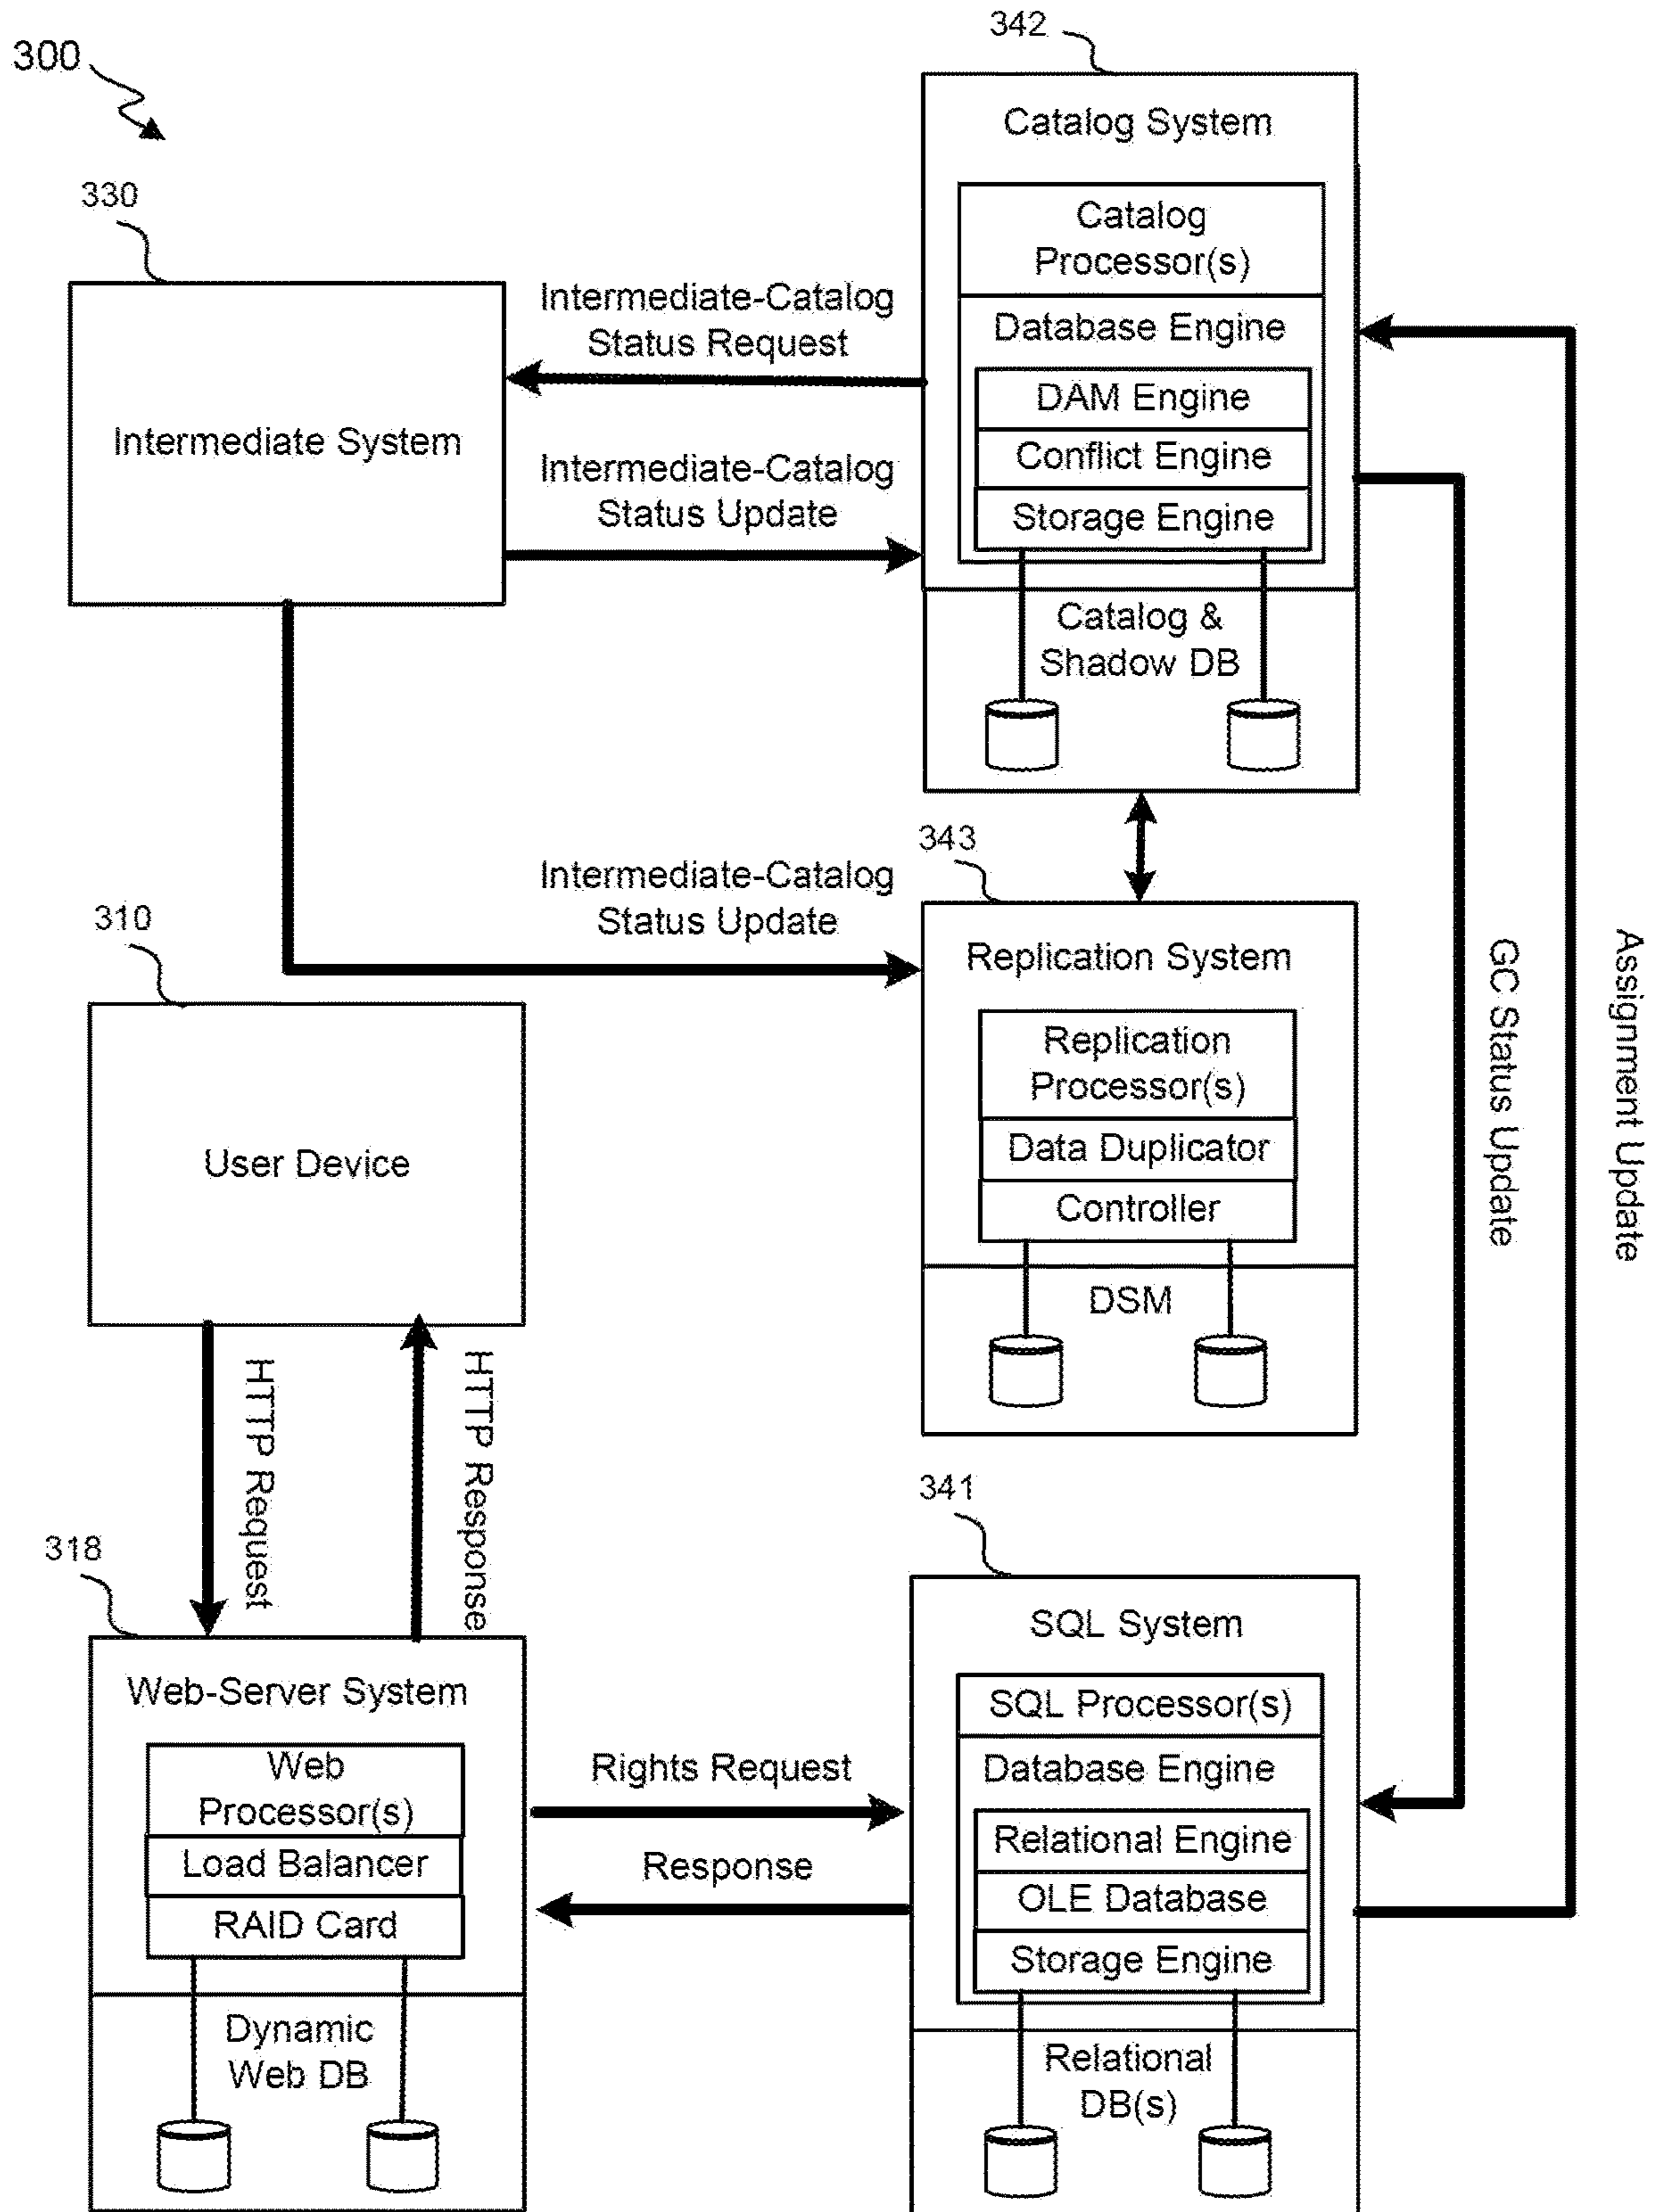 300
342
Catalog System
Catalog
Processor(s)
Database Engine
DAM Engine
Conflict Engine
Storage Engine
Catalog &
Shadow DB
330
Intermediate System
Intermediate-Catalog
Status Request
Intermediate-Catalog
Status Update
Intermediate-Catalog
Status Update
343
Replication System
Replication
Processor(s)
Data Duplicator
Controller
DSM
GC Status Update
Assignment Update
310
User Device
HTTP Request
HTTP Response
318
Web-Server System
Web
Processor(s)
Load Balancer
RAID Card
Dynamic
Web DB
Rights Request
Response
341
SQL System
SQL Processor(s)
Database Engine
Relational Engine
OLE Database
Storage Engine
Relational
DB(s)